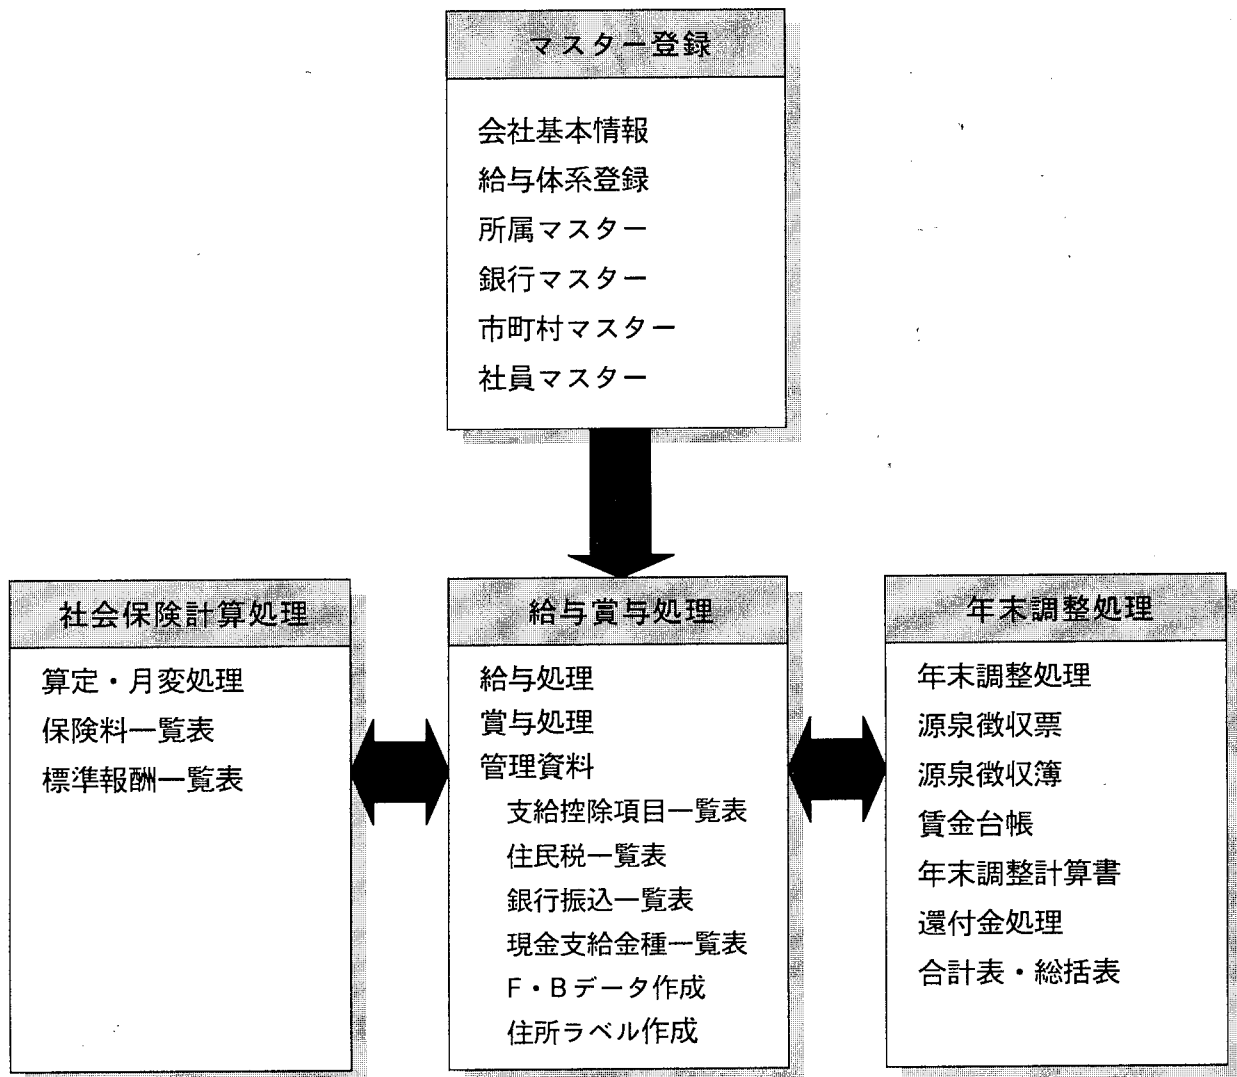 マスター登録
会社基本情報
給与体系登録
所属マスター
銀行マスター
市町村マスター
社員マスター
社会保険計算処理
算定・月変処理
保険料一覧表
標準報酬一覧表
給与賞与処理
給与処理
賞与処理
管理資料
支給控除項目一覧表
住民税一覧表
銀行振込一覧表
現金支給金種一覧表
F・Bデータ作成
住所ラベル作成
年末調整処理
年末調整処理
源泉徴収票
源泉徴収簿
賃金台帳
年末調整計算書
還付金処理
合計表・総括表